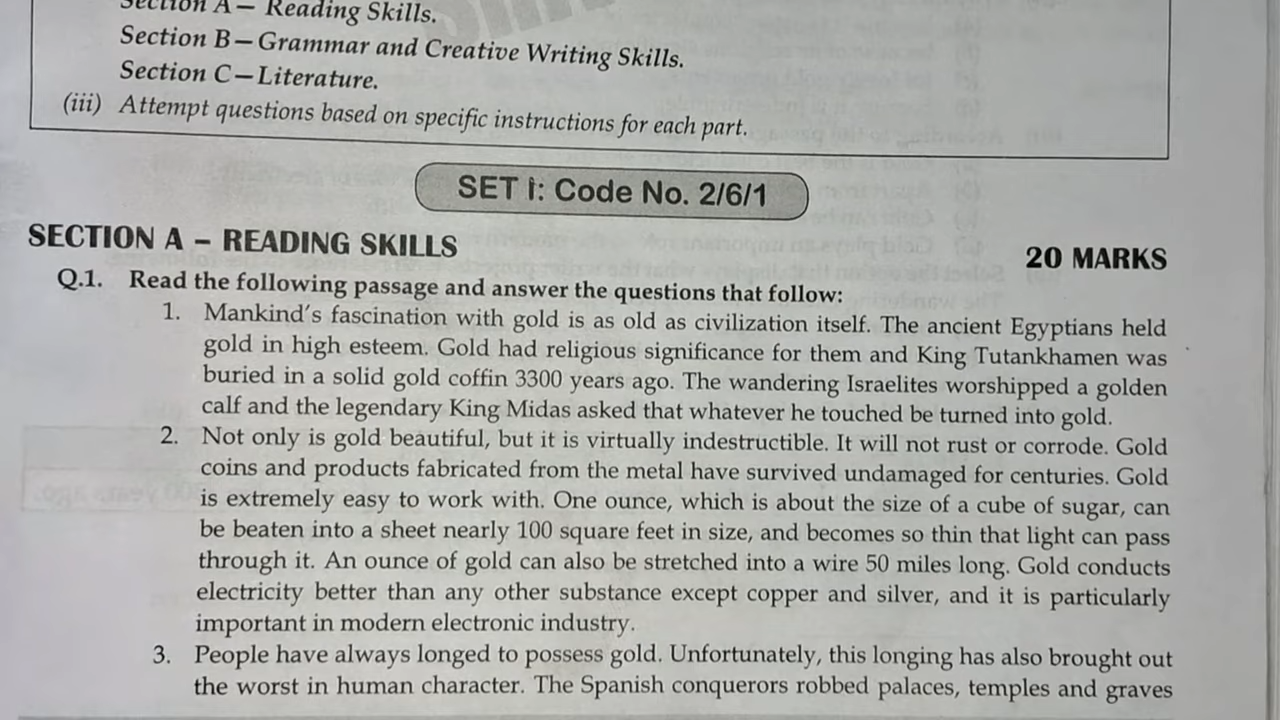 Section A — Reading Skills.
Section B — Grammar and Creative Writing Skills.
Section C — Literature.
(iii) Attempt questions based on specific instructions for each part.
SET I: Code No. 2/6/1
SECTION A – READING SKILLS 20 MARKS
Q.1. Read the following passage and answer the questions that follow:
1. Mankind's fascination with gold is as old as civilization itself. The ancient Egyptians held
gold in high esteem. Gold had religious significance for them and King Tutankhamen was
buried in a solid gold coffin 3300 years ago. The wandering Israelites worshipped a golden
calf and the legendary King Midas asked that whatever he touched be turned into gold.
2. Not only is gold beautiful, but it is virtually indestructible. It will not rust or corrode. Gold
coins and products fabricated from the metal have survived undamaged for centuries. Gold
is extremely easy to work with. One ounce, which is about the size of a cube of sugar, can
be beaten into a sheet nearly 100 square feet in size, and becomes so thin that light can pass
through it. An ounce of gold can also be stretched into a wire 50 miles long. Gold conducts
electricity better than any other substance except copper and silver, and it is particularly
important in modern electronic industry.
3. People have always longed to possess gold. Unfortunately, this longing has also brought out
the worst in human character. The Spanish conquerors robbed palaces, temples and graves